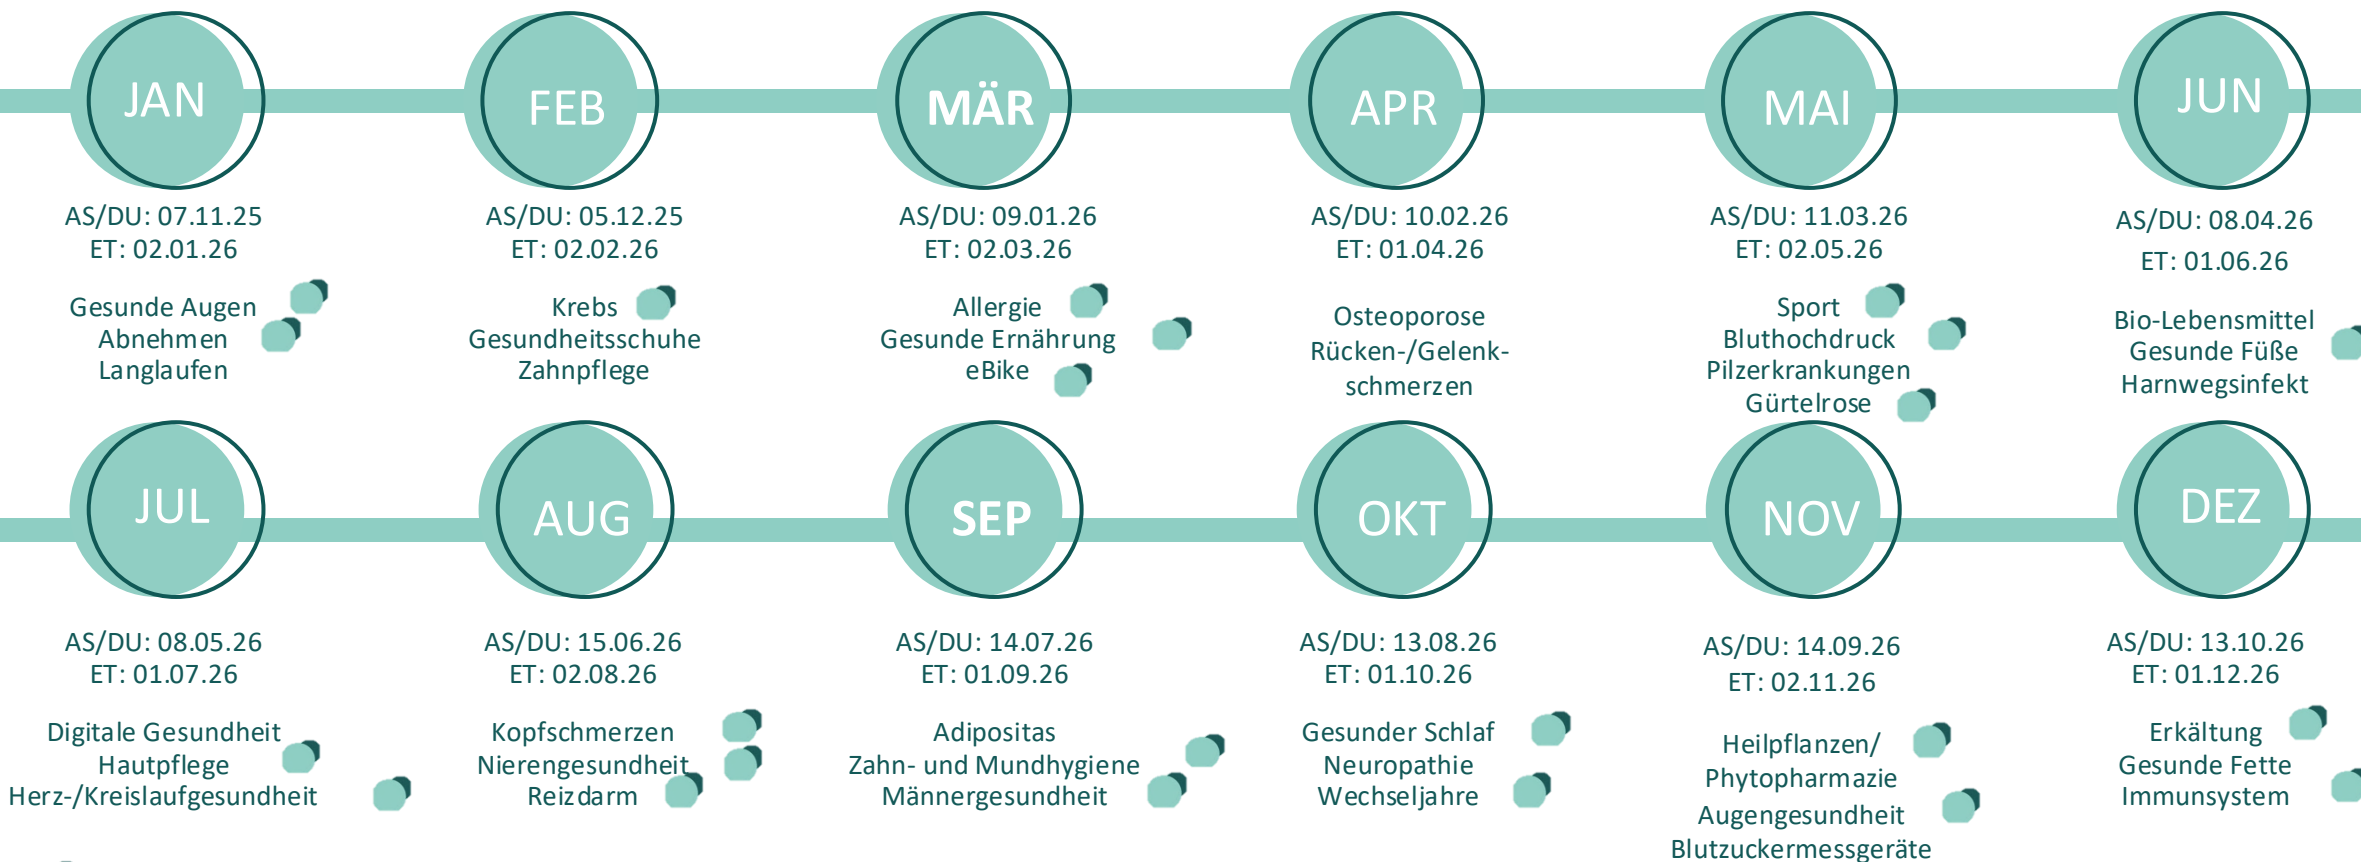 JAN
AS/DU: 07.11.25
ET: 02.01.26
Gesunde Augen
Abnehmen
Langlaufen
FEB
AS/DU: 05.12.25
ET: 02.02.26
Krebs
Gesundheitsschuhe
Zahnpflege
MÄR
AS/DU: 09.01.26
ET: 02.03.26
Allergie
Gesunde Ernährung
eBike
APR
AS/DU: 10.02.26
ET: 01.04.26
Osteoporose
Rücken-/Gelenk-
schmerzen
MAI
AS/DU: 11.03.26
ET: 02.05.26
Sport
Bluthochdruck
Pilzerkrankungen
Gürtelrose
JUN
AS/DU: 08.04.26
ET: 01.06.26
Bio-Lebensmittel
Gesunde Füße
Harnwegsinfekt
JUL
AS/DU: 08.05.26
ET: 01.07.26
Digitale Gesundheit
Hautpflege
Herz-/Kreislaufgesundheit
AUG
AS/DU: 15.06.26
ET: 02.08.26
Kopfschmerzen
Nierengesundheit
Reizdarm
SEP
AS/DU: 14.07.26
ET: 01.09.26
Adipositas
Zahn- und Mundhygiene
Männergesundheit
OKT
AS/DU: 13.08.26
ET: 01.10.26
Gesunder Schlaf
Neuropathie
Wechseljahre
NOV
AS/DU: 14.09.26
ET: 02.11.26
Heilpflanzen/
Phytopharmazie
Augengesundheit
Blutzuckermessgeräte
DEZ
AS/DU: 13.10.26
ET: 01.12.26
Erkältung
Gesunde Fette
Immunsystem